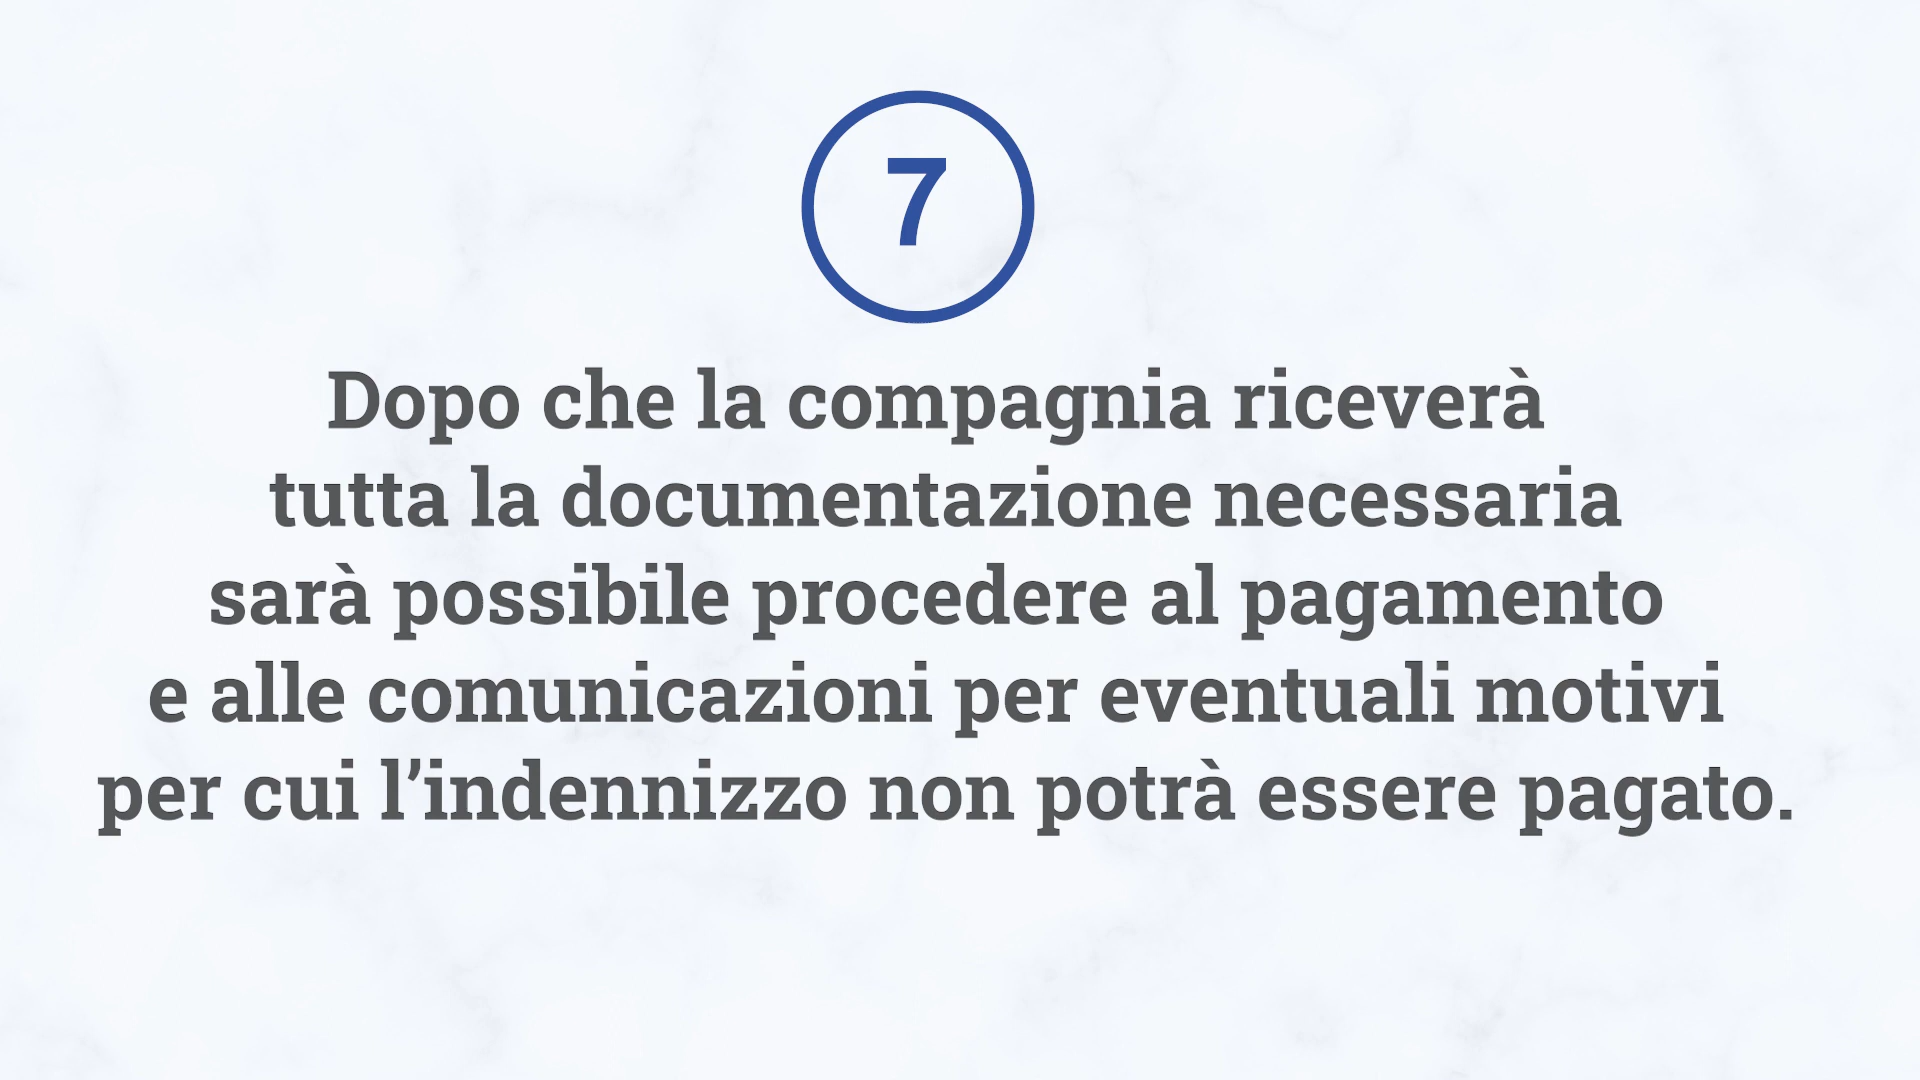 7
Dopo che la compagnia riceverà
tutta la documentazione necessaria
sarà possibile procedere al pagamento
e alle comunicazioni per eventuali motivi
per cui l’indennizzo non potrà essere pagato.